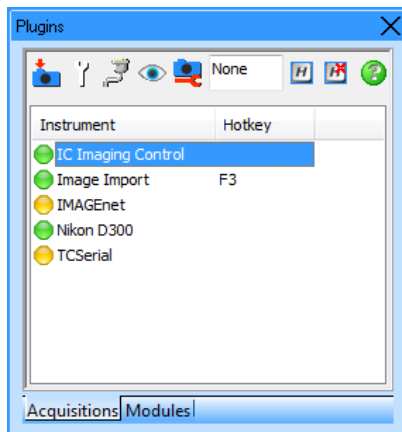 Plugins
None H H ?
Instrument Hotkey
IC Imaging Control
Image Import F3
IMAGEnet
Nikon D300
TCSerial
Acquisitions Modules